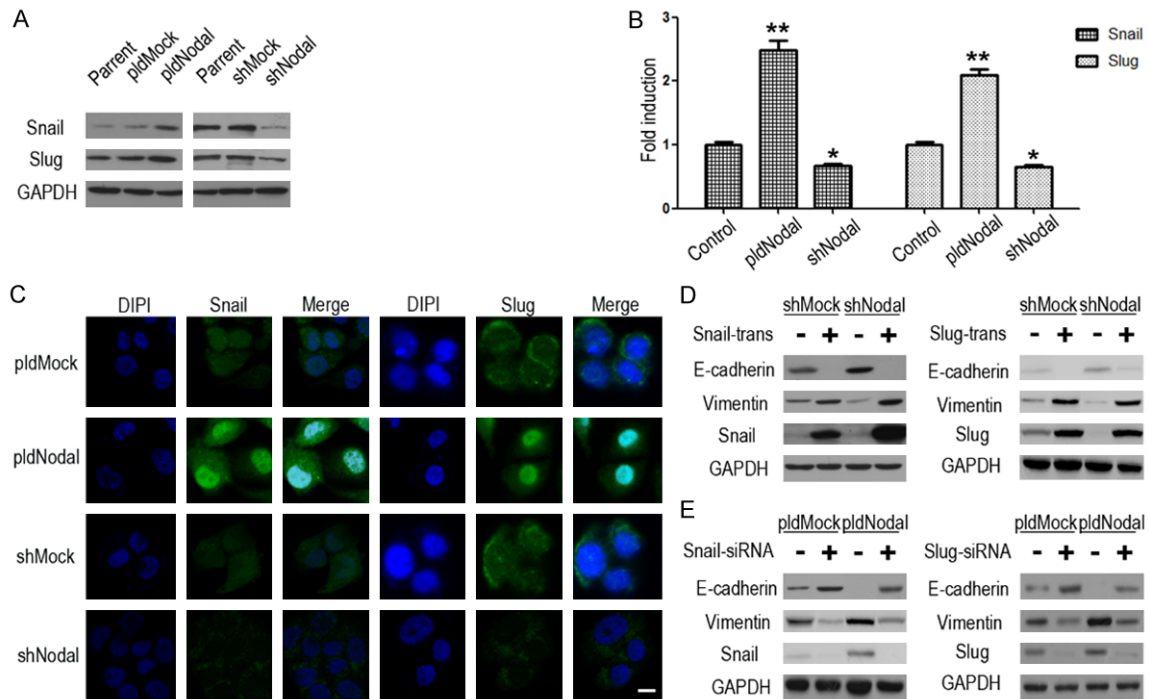 A
Parrent
pldMock
pldNodal
Parrent
shMock
shNodal
Snail
Slug
GAPDH
B
Fold induction
3
2
1
0
**
*
**
*
Snail
Slug
Control
pldNodal
shNodal
Control
pldNodal
shNodal
C
DIPI Snail Merge DIPI Slug Merge
pldMock
pldNodal
shMock
shNodal
D
shMock shNodal
Snail-trans - + - +
E-cadherin
Vimentin
Snail
GAPDH
shMock shNodal
Slug-trans - + - +
E-cadherin
Vimentin
Slug
GAPDH
E
pldMock pldNodal
Snail-siRNA - + - +
E-cadherin
Vimentin
Snail
GAPDH
pldMock pldNodal
Slug-siRNA - + - +
E-cadherin
Vimentin
Slug
GAPDH